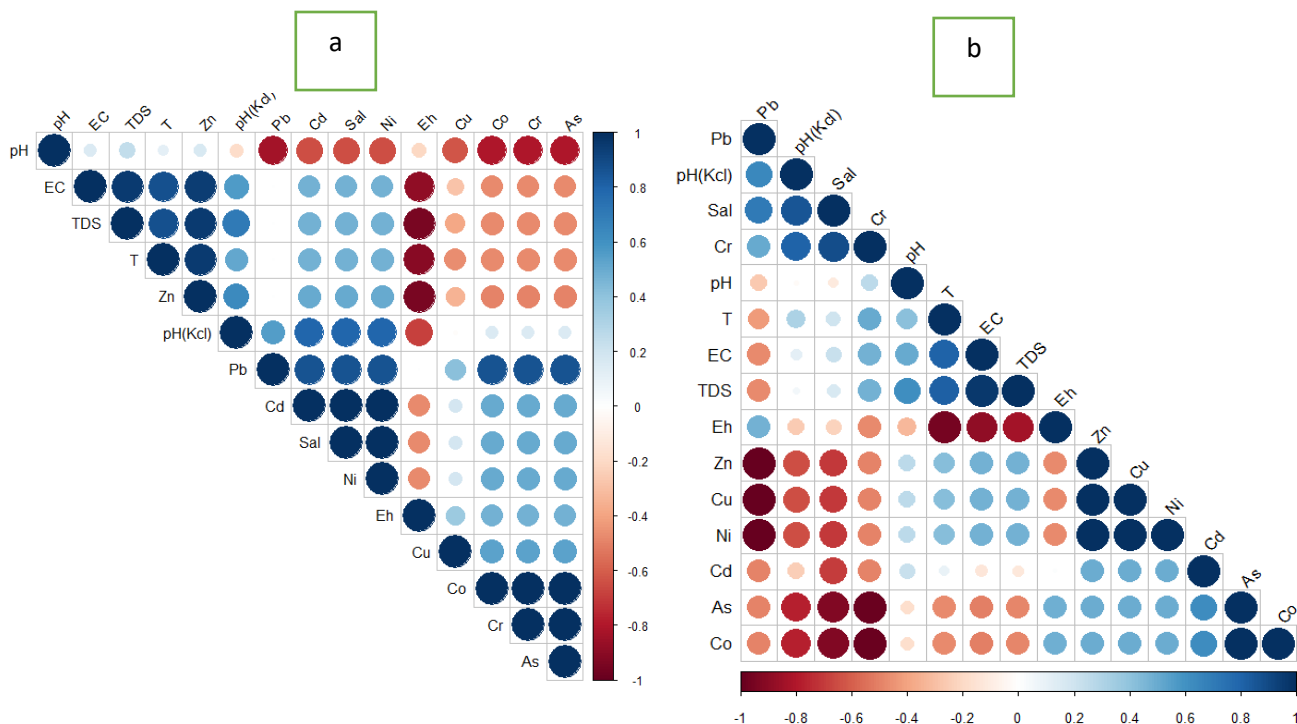 a
b
pH EC TDS T Zn pH(Kcl) Pb Cd Sal Ni Eh Cu Co Cr As
pH
EC
TDS
T
Zn
pH(Kcl)
Pb
Cd
Sal
Ni
Eh
Cu
Co
Cr
As
1
0.8
0.6
0.4
0.2
0
-0.2
-0.4
-0.6
-0.8
-1
Pb pH(Kcl) Sal Cr pH T EC TDS Eh Zn Cu Ni Cd As Co
Pb
pH(Kcl)
Sal
Cr
pH
T
EC
TDS
Eh
Zn
Cu
Ni
Cd
As
Co
-1 -0.8 -0.6 -0.4 -0.2 0 0.2 0.4 0.6 0.8 1